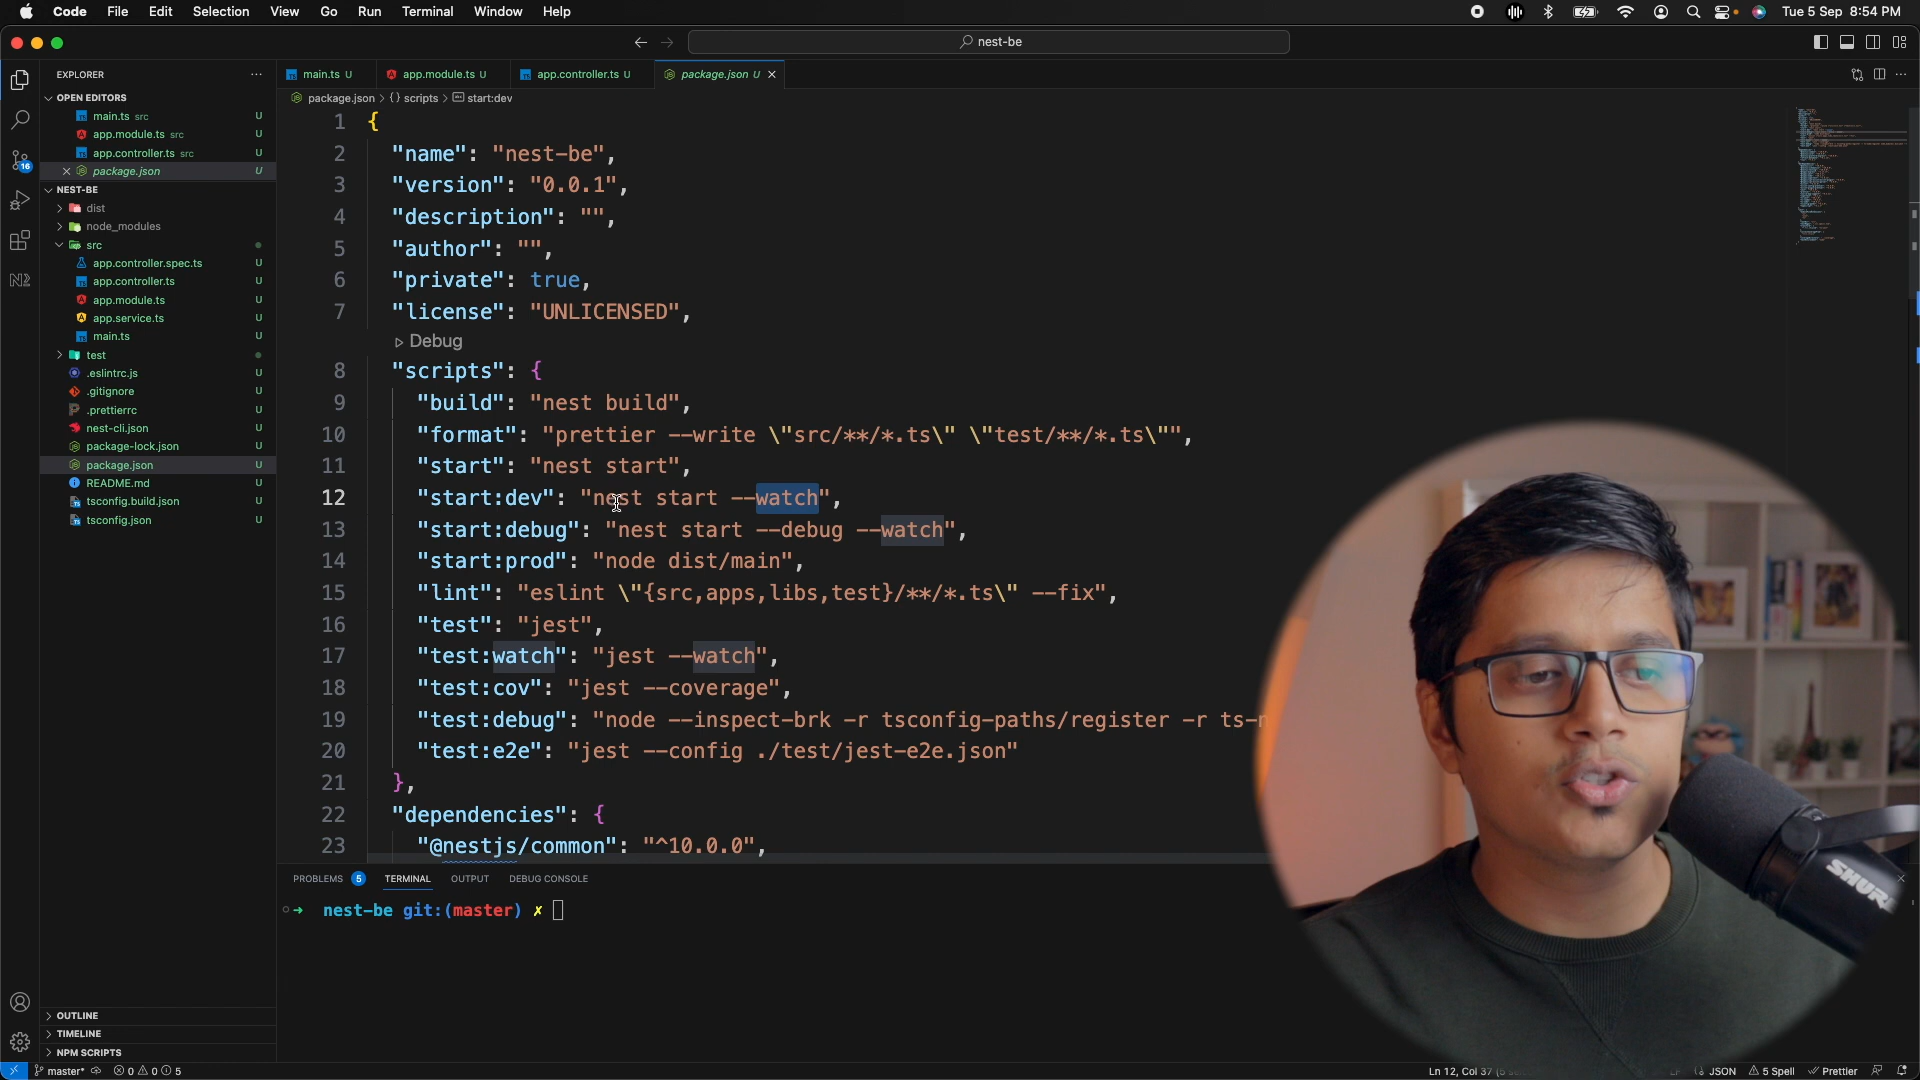 Code File Edit Selection View Go Run Terminal Window Help Tue 5 Sep 8:54 PM
nest-be
EXPLORER
main.ts U app.module.ts U app.controller.ts U package.json U
OPEN EDITORS
package.json > {} scripts > start:dev
main.ts src U
app.module.ts src U
app.controller.ts src U
package.json U
NEST-BE
dist
node_modules
src
app.controller.spec.ts U
app.controller.ts U
app.module.ts U
app.service.ts U
main.ts U
test
.eslintrc.js U
.gitignore U
.prettierrc U
nest-cli.json U
package-lock.json U
package.json U
README.md U
tsconfig.build.json U
tsconfig.json U
16
1 {
2 "name": "nest-be",
3 "version": "0.0.1",
4 "description": "",
5 "author": "",
6 "private": true,
7 "license": "UNLICENSED",
Debug
8 "scripts": {
9 "build": "nest build",
10 "format": "prettier --write \"src/**/*.ts\" \"test/**/*.ts\"",
11 "start": "nest start",
12 "start:dev": "nest start --watch",
13 "start:debug": "nest start --debug --watch",
14 "start:prod": "node dist/main",
15 "lint": "eslint \"{src,apps,libs,test}/**/*.ts\" --fix",
16 "test": "jest",
17 "test:watch": "jest --watch",
18 "test:cov": "jest --coverage",
19 "test:debug": "node --inspect-brk -r tsconfig-paths/register -r ts-n
20 "test:e2e": "jest --config ./test/jest-e2e.json"
21 },
22 "dependencies": {
23 "@nestjs/common": "^10.0.0",
PROBLEMS 5 TERMINAL OUTPUT DEBUG CONSOLE
nest-be git:(master) ✗
SHURE
OUTLINE
TIMELINE
NPM SCRIPTS
master* 0 0 5 Ln 12, Col 37 JSON 5 Spell Prettier